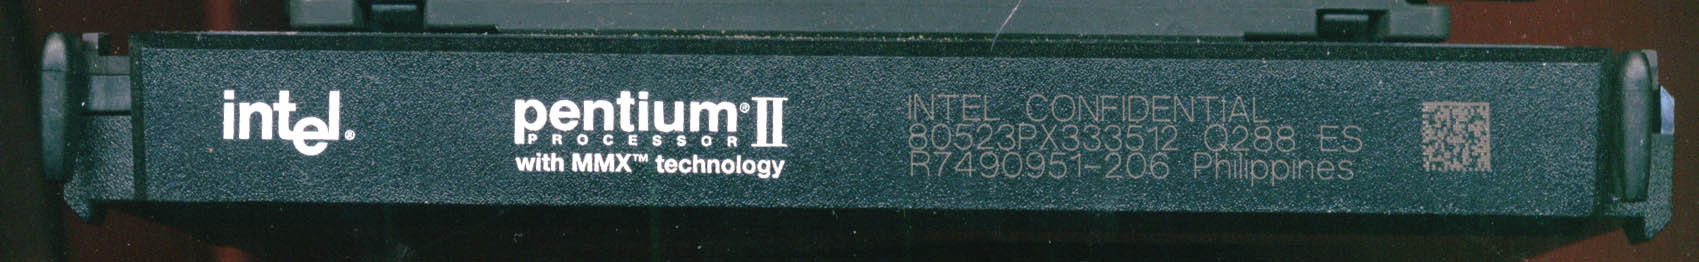 intel®
pentium® II
PROCESSOR
with MMX™ technology
INTEL CONFIDENTIAL
80523PX333512 Q288 ES
R7490951-206 Philippines